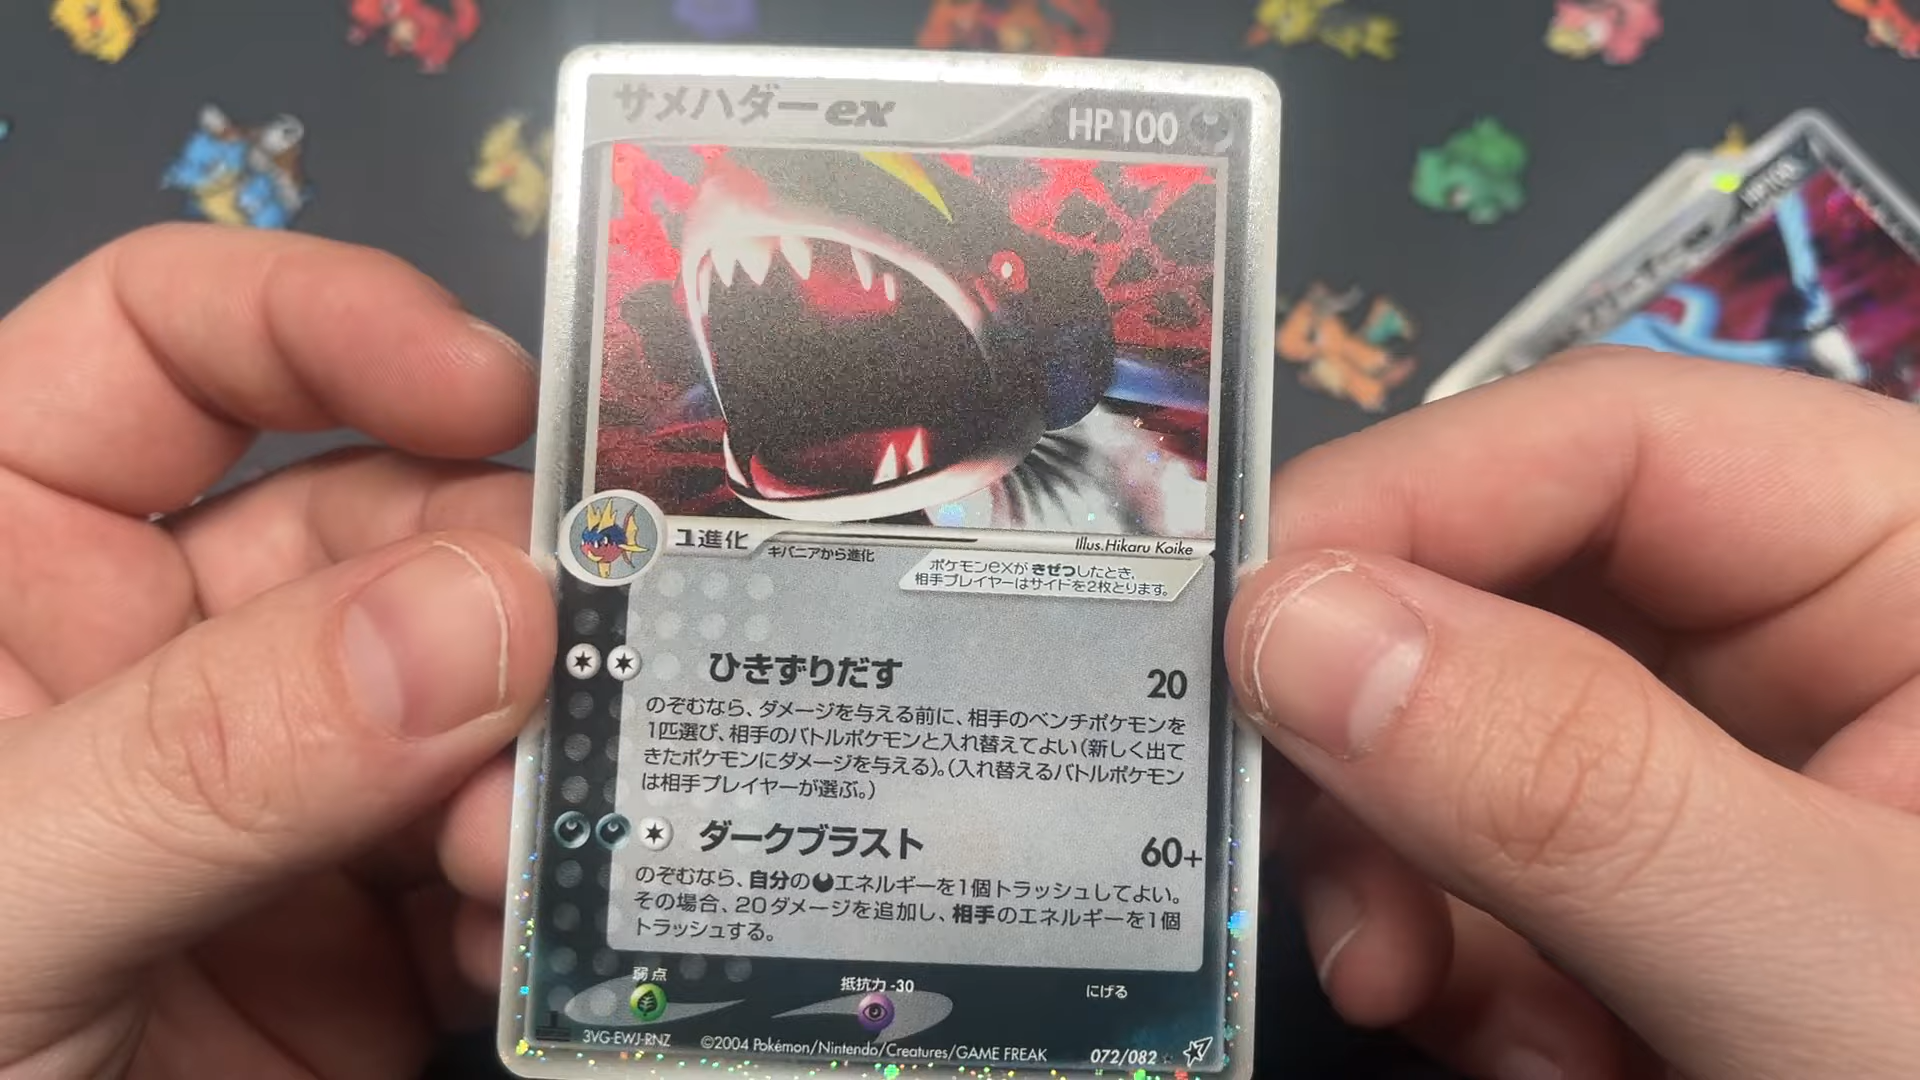 サメハダーex
HP100
1進化
キバニアから進化
Illus.Hikaru Koike
ポケモンexが きぜつしたとき、
相手プレイヤーはサイドを2枚とります。
ひきずりだす 20
のぞむなら、ダメージを与える前に、相手のベンチポケモンを
1匹選び、相手のバトルポケモンと入れ替えてよい(新しく出て
きたポケモンにダメージを与える)。(入れ替えるバトルポケモン
は相手プレイヤーが選ぶ。)
ダークブラスト 60+
のぞむなら、自分のエネルギーを1個トラッシュしてよい。
その場合、20ダメージを追加し、相手のエネルギーを1個
トラッシュする。
弱点
抵抗力 -30
にげる
3VG-EWJ-RNZ
©2004 Pokémon/Nintendo/Creatures/GAME FREAK
072/082
HP100